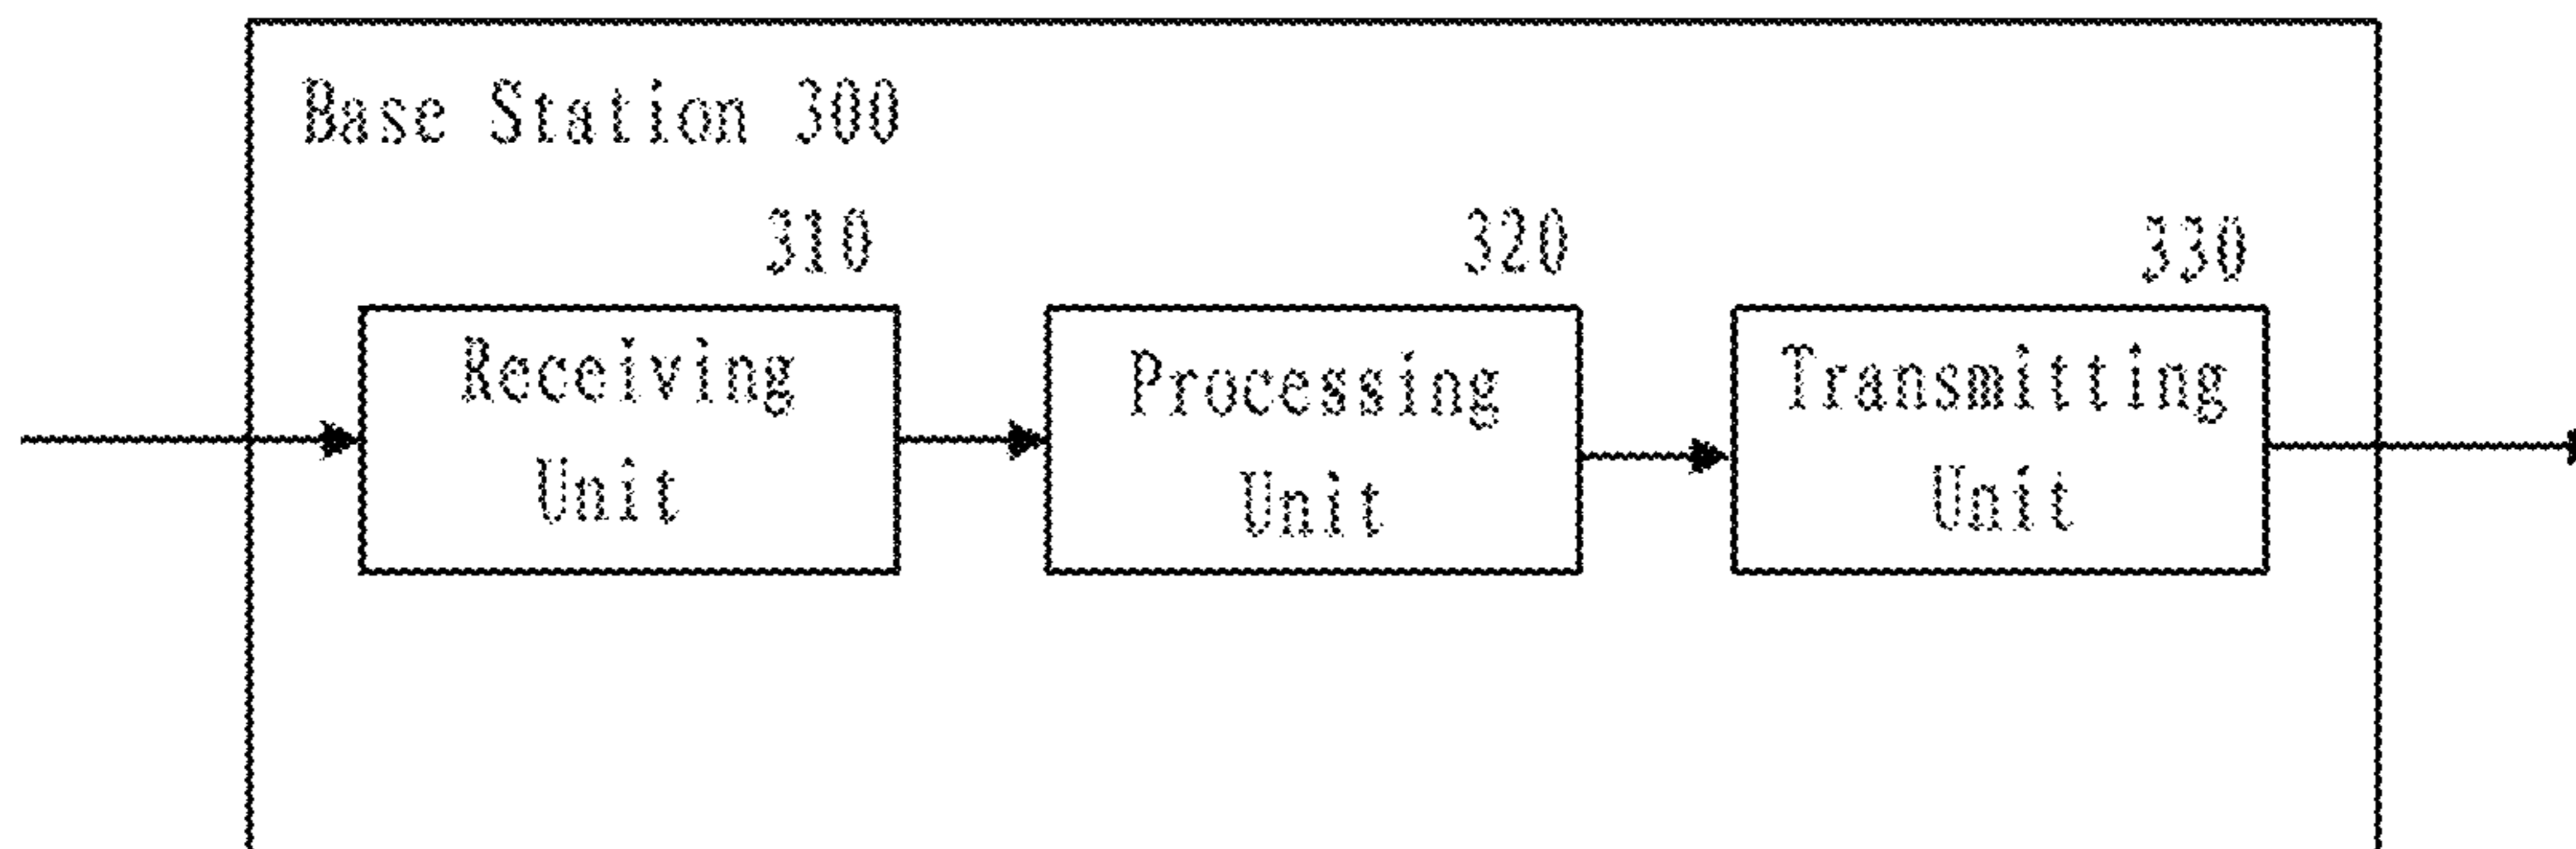 Base Station 300
310
320
330
Receiving
Unit
Processing
Unit
Transmitting
Unit